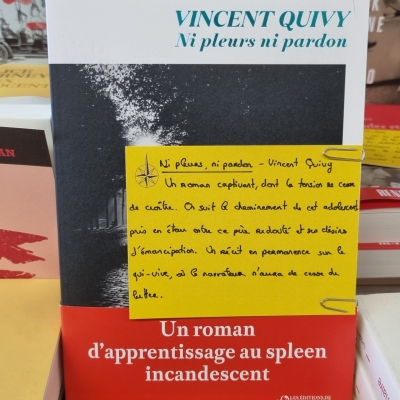 VINCENT QUIVY
Ni pleurs ni pardon
Ni pleurs, ni pardon - Vincent Quivy
Un roman captivant, dont la tension ne cesse
de croître. On suit le cheminement de cet adolescent
pris en étau entre ce père redouté et ses désirs
d'émancipation. Un récit en permanence sur le
qui-vive, où le narrateur n'aura de cesse de
lutter.
Un roman
d'apprentissage au spleen
incandescent
LES ÉDITIONS DU